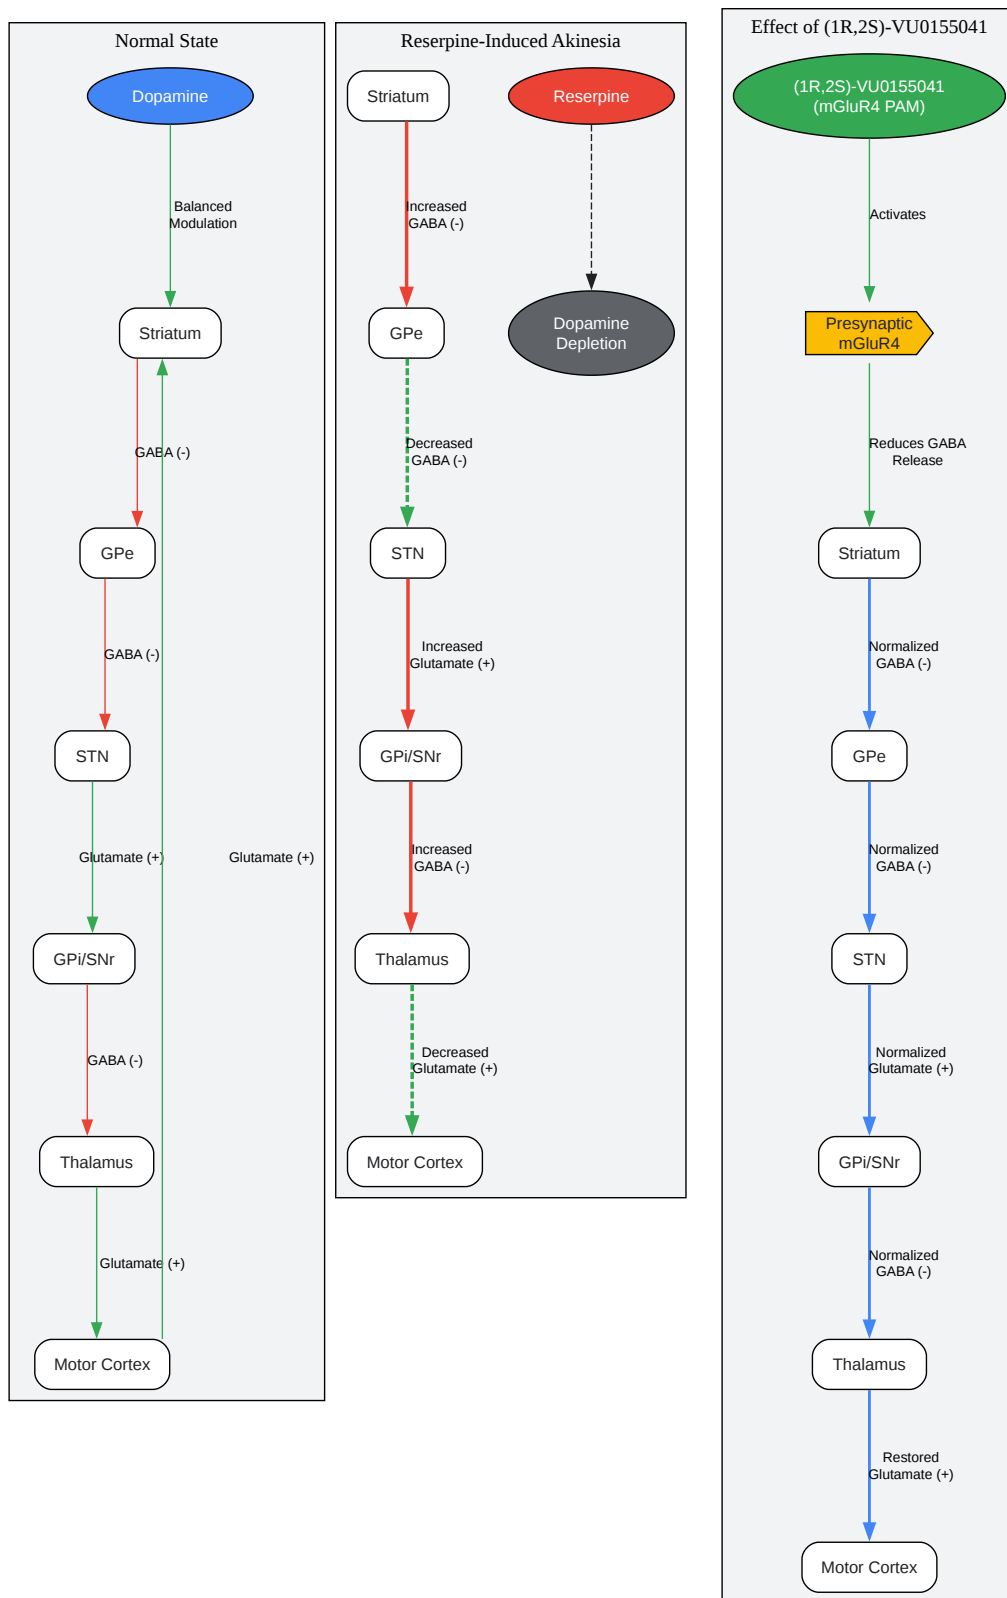 Normal State
Dopamine
Balanced
Modulation
Striatum
GABA (-)
GPe
GABA (-)
STN
Glutamate (+)
Glutamate (+)
GPi/SNr
GABA (-)
Thalamus
Glutamate (+)
Motor Cortex
Reserpine-Induced Akinesia
Striatum
Reserpine
Increased
GABA (-)
GPe
Dopamine
Depletion
Decreased
GABA (-)
STN
Increased
Glutamate (+)
GPi/SNr
Increased
GABA (-)
Thalamus
Decreased
Glutamate (+)
Motor Cortex
Effect of (1R,2S)-VU0155041
(1R,2S)-VU0155041
(mGluR4 PAM)
Activates
Presynaptic
mGluR4
Reduces GABA
Release
Striatum
Normalized
GABA (-)
GPe
Normalized
GABA (-)
STN
Normalized
Glutamate (+)
GPi/SNr
Normalized
GABA (-)
Thalamus
Restored
Glutamate (+)
Motor Cortex